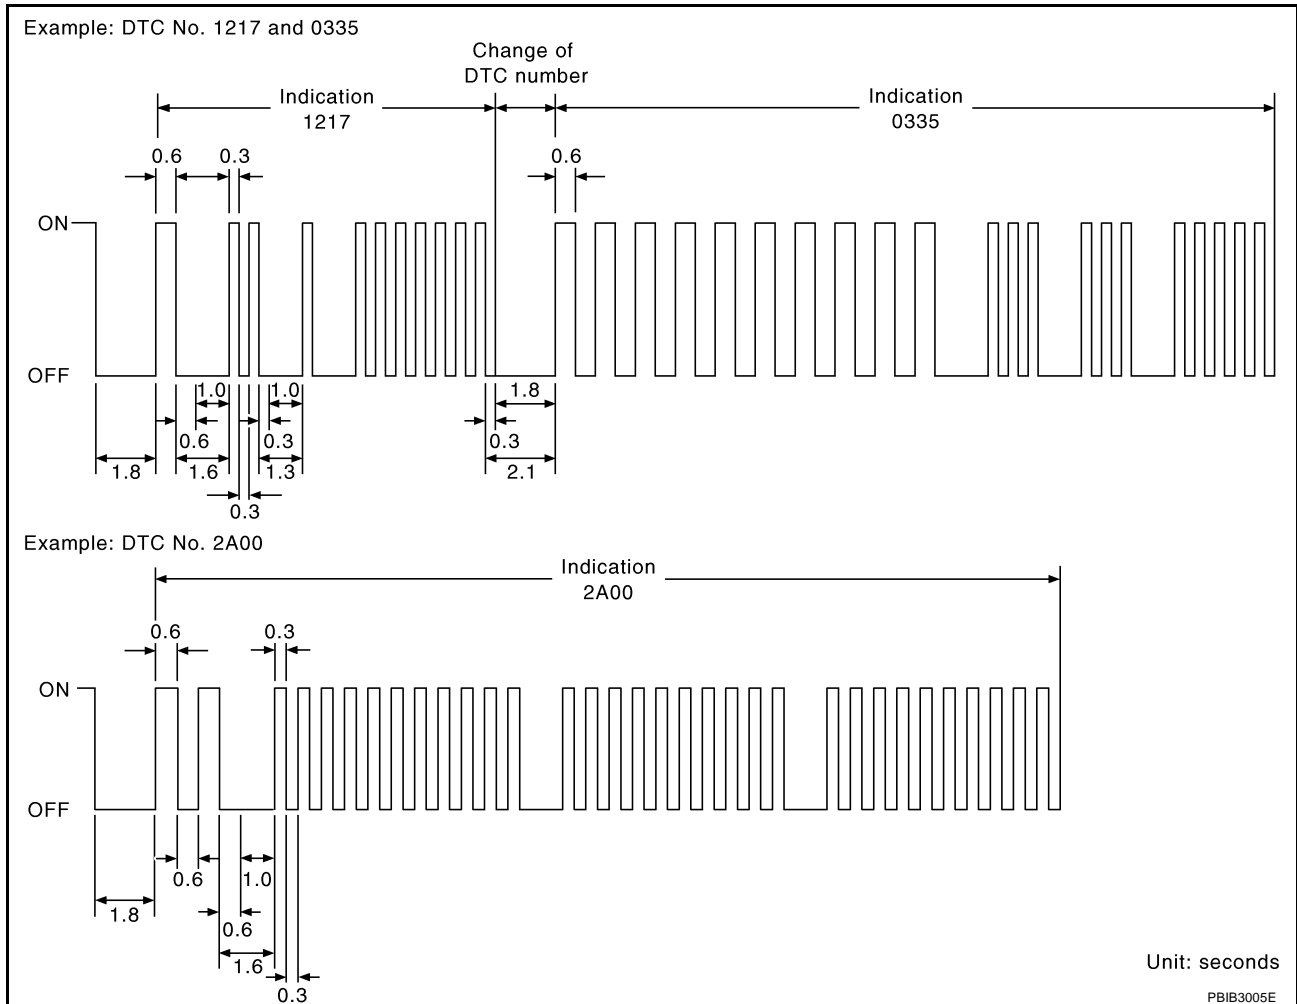 Example: DTC No. 1217 and 0335
Change of
DTC number
Indication
1217
Indication
0335
0.6
0.3
0.6
ON
OFF
1.0
1.0
1.8
0.6
0.3
0.3
1.8
1.6
1.3
2.1
0.3
Example: DTC No. 2A00
Indication
2A00
0.6
0.3
ON
OFF
0.6
1.0
1.8
0.6
1.6
0.3
Unit: seconds
PBIB3005E